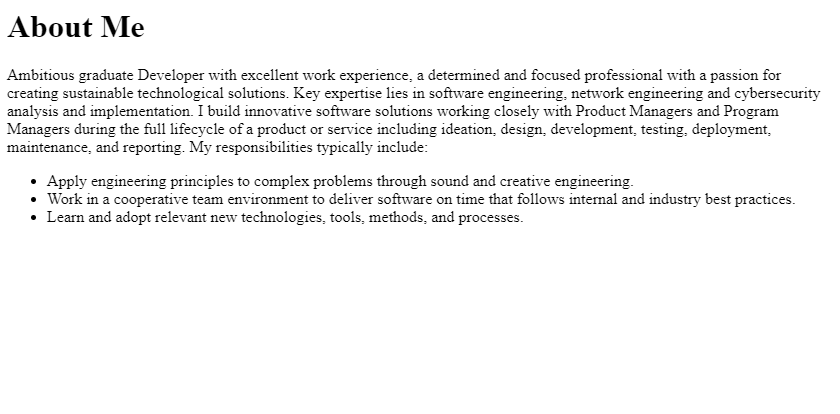 About Me
Ambitious graduate Developer with excellent work experience, a determined and focused professional with a passion for
creating sustainable technological solutions. Key expertise lies in software engineering, network engineering and cybersecurity
analysis and implementation. I build innovative software solutions working closely with Product Managers and Program
Managers during the full lifecycle of a product or service including ideation, design, development, testing, deployment,
maintenance, and reporting. My responsibilities typically include:
• Apply engineering principles to complex problems through sound and creative engineering.
• Work in a cooperative team environment to deliver software on time that follows internal and industry best practices.
• Learn and adopt relevant new technologies, tools, methods, and processes.